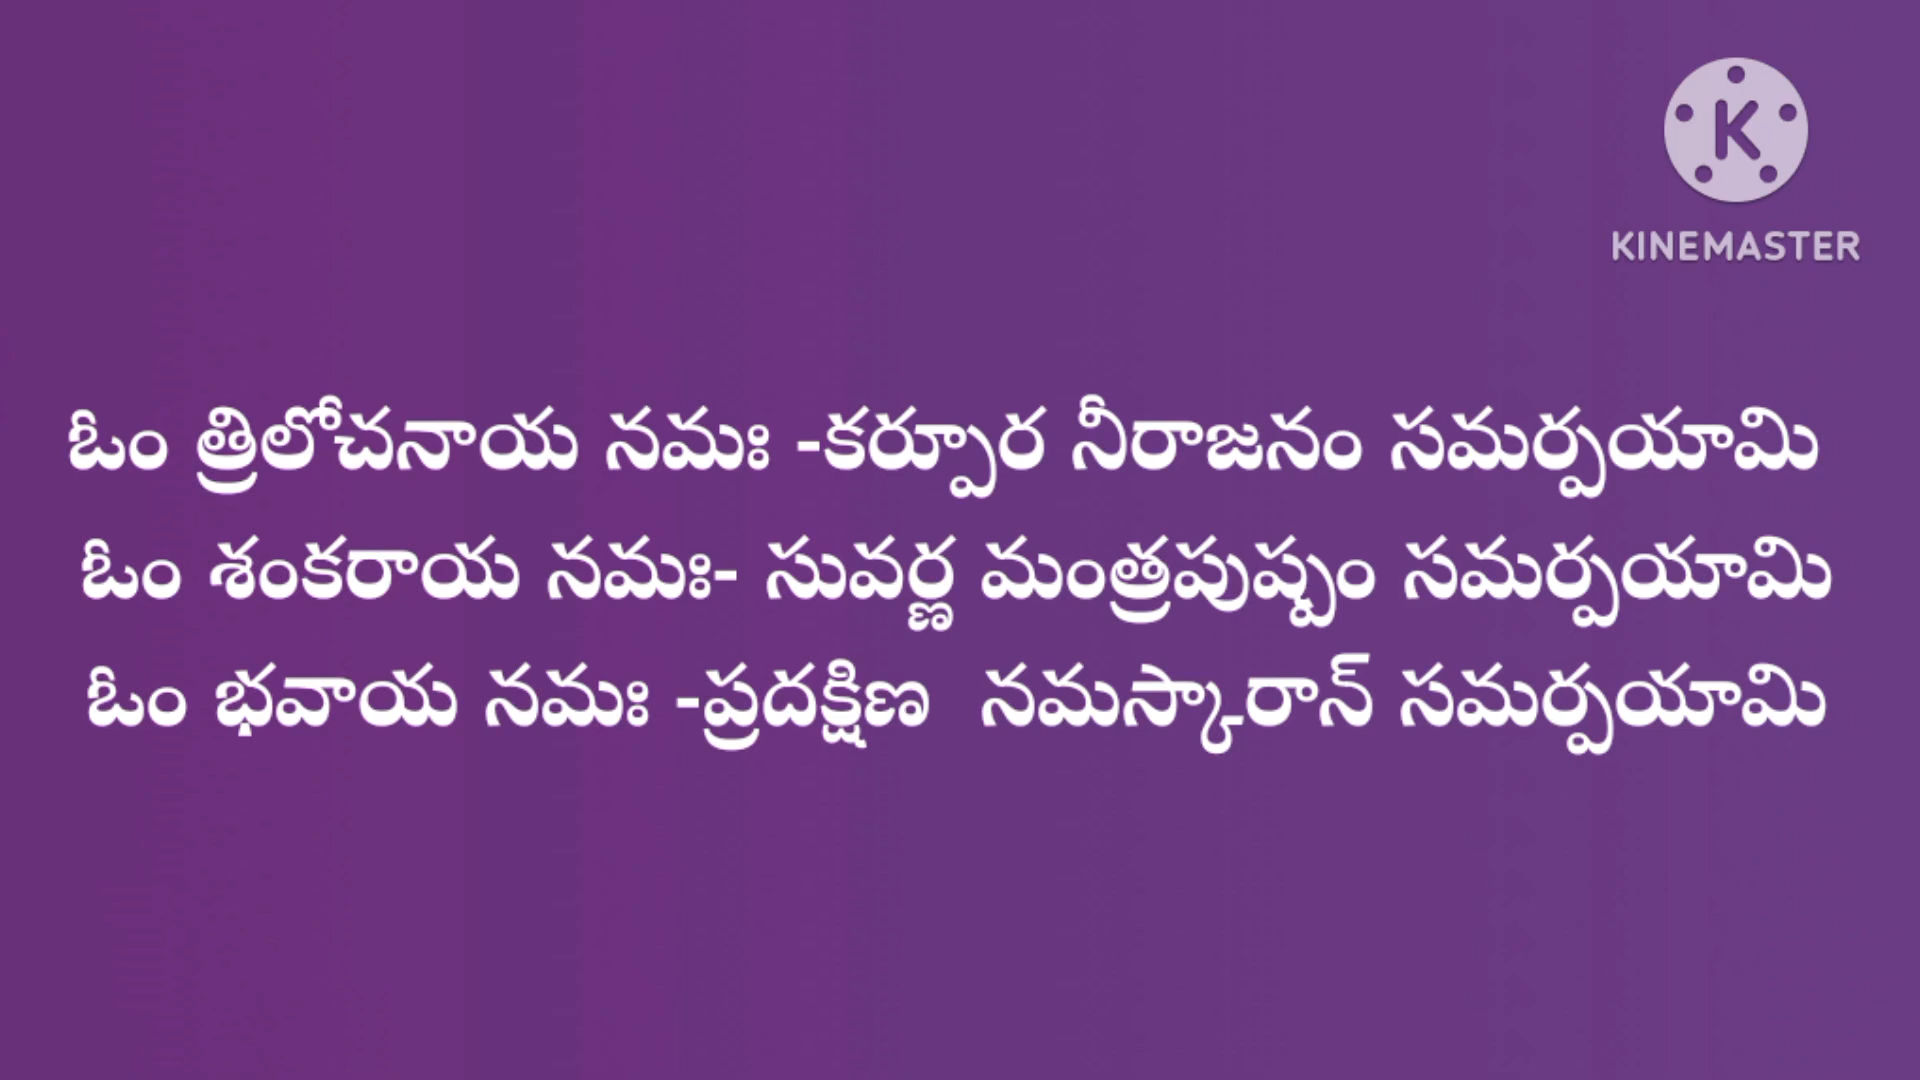 KINEMASTER
ఓం త్రిలోచనాయ నమః -కర్పూర నీరాజనం సమర్పయామి
ఓం శంకరాయ నమః- సువర్ణ మంత్రపుష్పం సమర్పయామి
ఓం భవాయ నమః -ప్రదక్షిణ నమస్కారాన్ సమర్పయామి